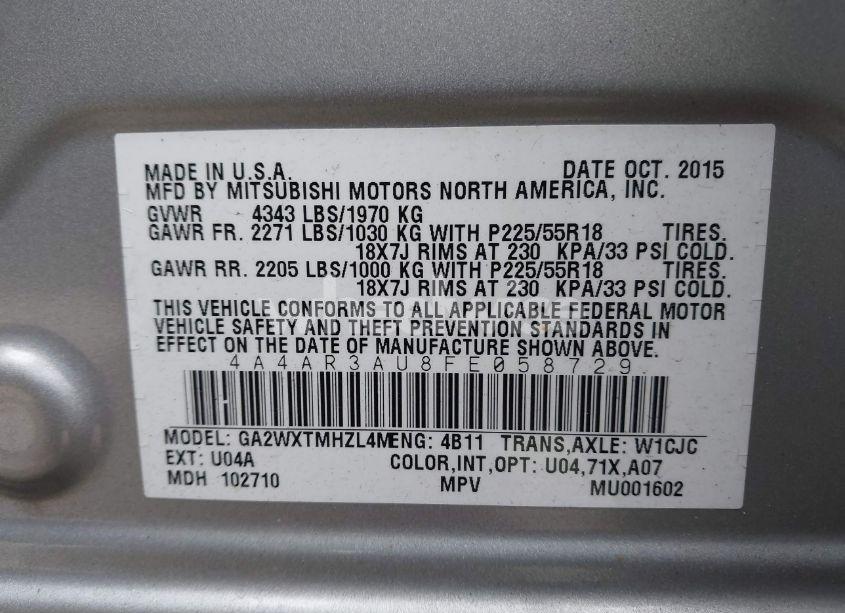 MADE IN U.S.A. DATE OCT. 2015
MFD BY MITSUBISHI MOTORS NORTH AMERICA, INC.
GVWR 4343 LBS/1970 KG
GAWR FR. 2271 LBS/1030 KG WITH P225/55R18 TIRES.
18X7J RIMS AT 230 KPA/33 PSI COLD.
GAWR RR. 2205 LBS/1000 KG WITH P225/55R18 TIRES.
18X7J RIMS AT 230 KPA/33 PSI COLD.
THIS VEHICLE CONFORMS TO ALL APPLICABLE FEDERAL MOTOR
VEHICLE SAFETY AND THEFT PREVENTION STANDARDS IN
EFFECT ON THE DATE OF MANUFACTURE SHOWN ABOVE.
4A4AR3AU8FE058729
MODEL: GA2WXTMHZL4M ENG: 4B11 TRANS,AXLE: W1CJC
EXT: U04A COLOR,INT,OPT: U04,71X,A07
MDH 102710 MPV MU001602